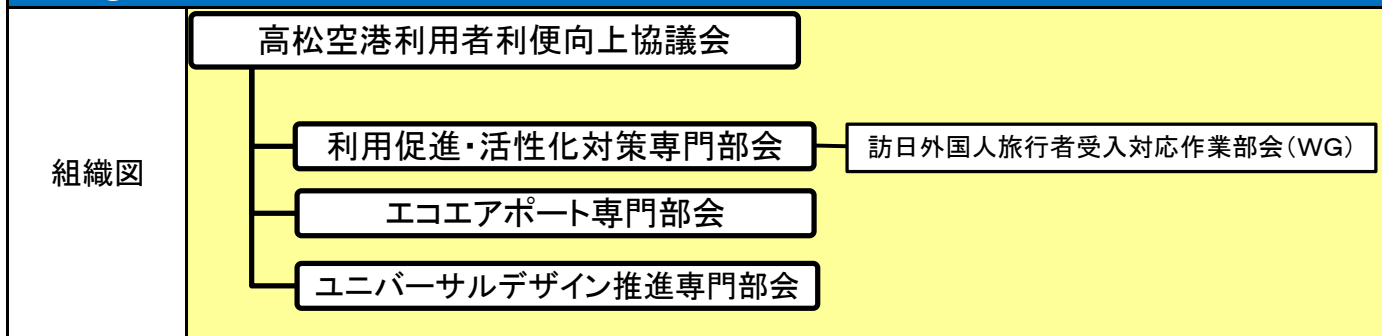 高松空港利用者利便向上協議会
組織図
利用促進・活性化対策専門部会
訪日外国人旅行者受入対応作業部会(WG)
エコエアポート専門部会
ユニバーサルデザイン推進専門部会